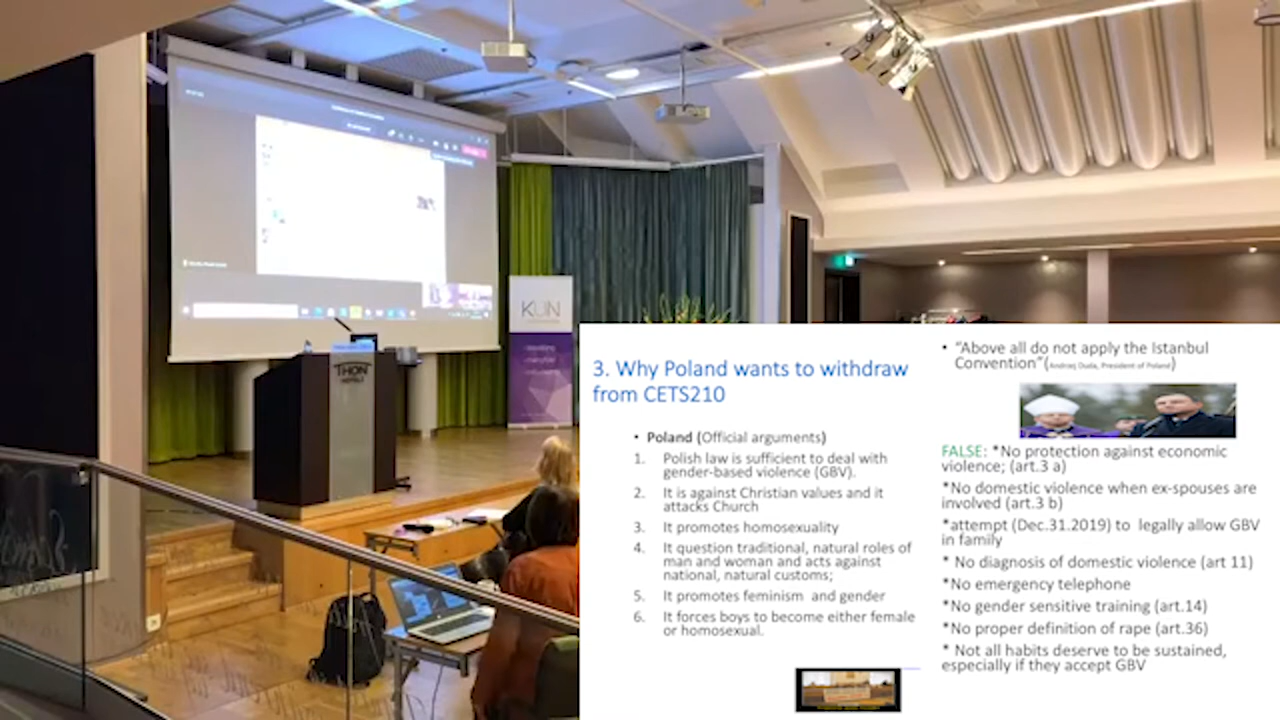 KUN
THON
HOTELS
3. Why Poland wants to withdraw
from CETS210
• Poland (Official arguments)
1. Polish law is sufficient to deal with
gender-based violence (GBV).
2. It is against Christian values and it
attacks Church
3. It promotes homosexuality
4. It question traditional, natural roles of
man and woman and acts against
national, natural customs;
5. It promotes feminism and gender
6. It forces boys to become either female
or homosexual.
• “Above all do not apply the Istanbul
Convention”(Andrzej Duda, President of Poland)
FALSE: *No protection against economic
violence; (art.3 a)
*No domestic violence when ex-spouses are
involved (art.3 b)
*attempt (Dec.31.2019) to legally allow GBV
in family
* No diagnosis of domestic violence (art 11)
*No emergency telephone
*No gender sensitive training (art.14)
*No proper definition of rape (art.36)
* Not all habits deserve to be sustained,
especially if they accept GBV